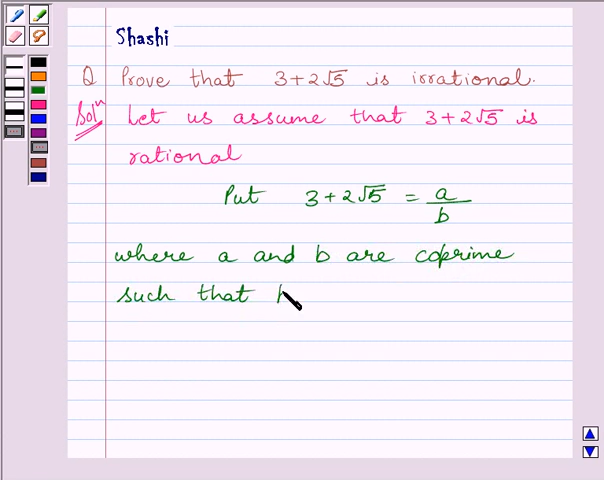 Shashi
Q Prove that 3+2√5 is irrational.
Solⁿ Let us assume that 3+2√5 is
rational
Put 3+2√5 = a/b
where a and b are coprime
such that